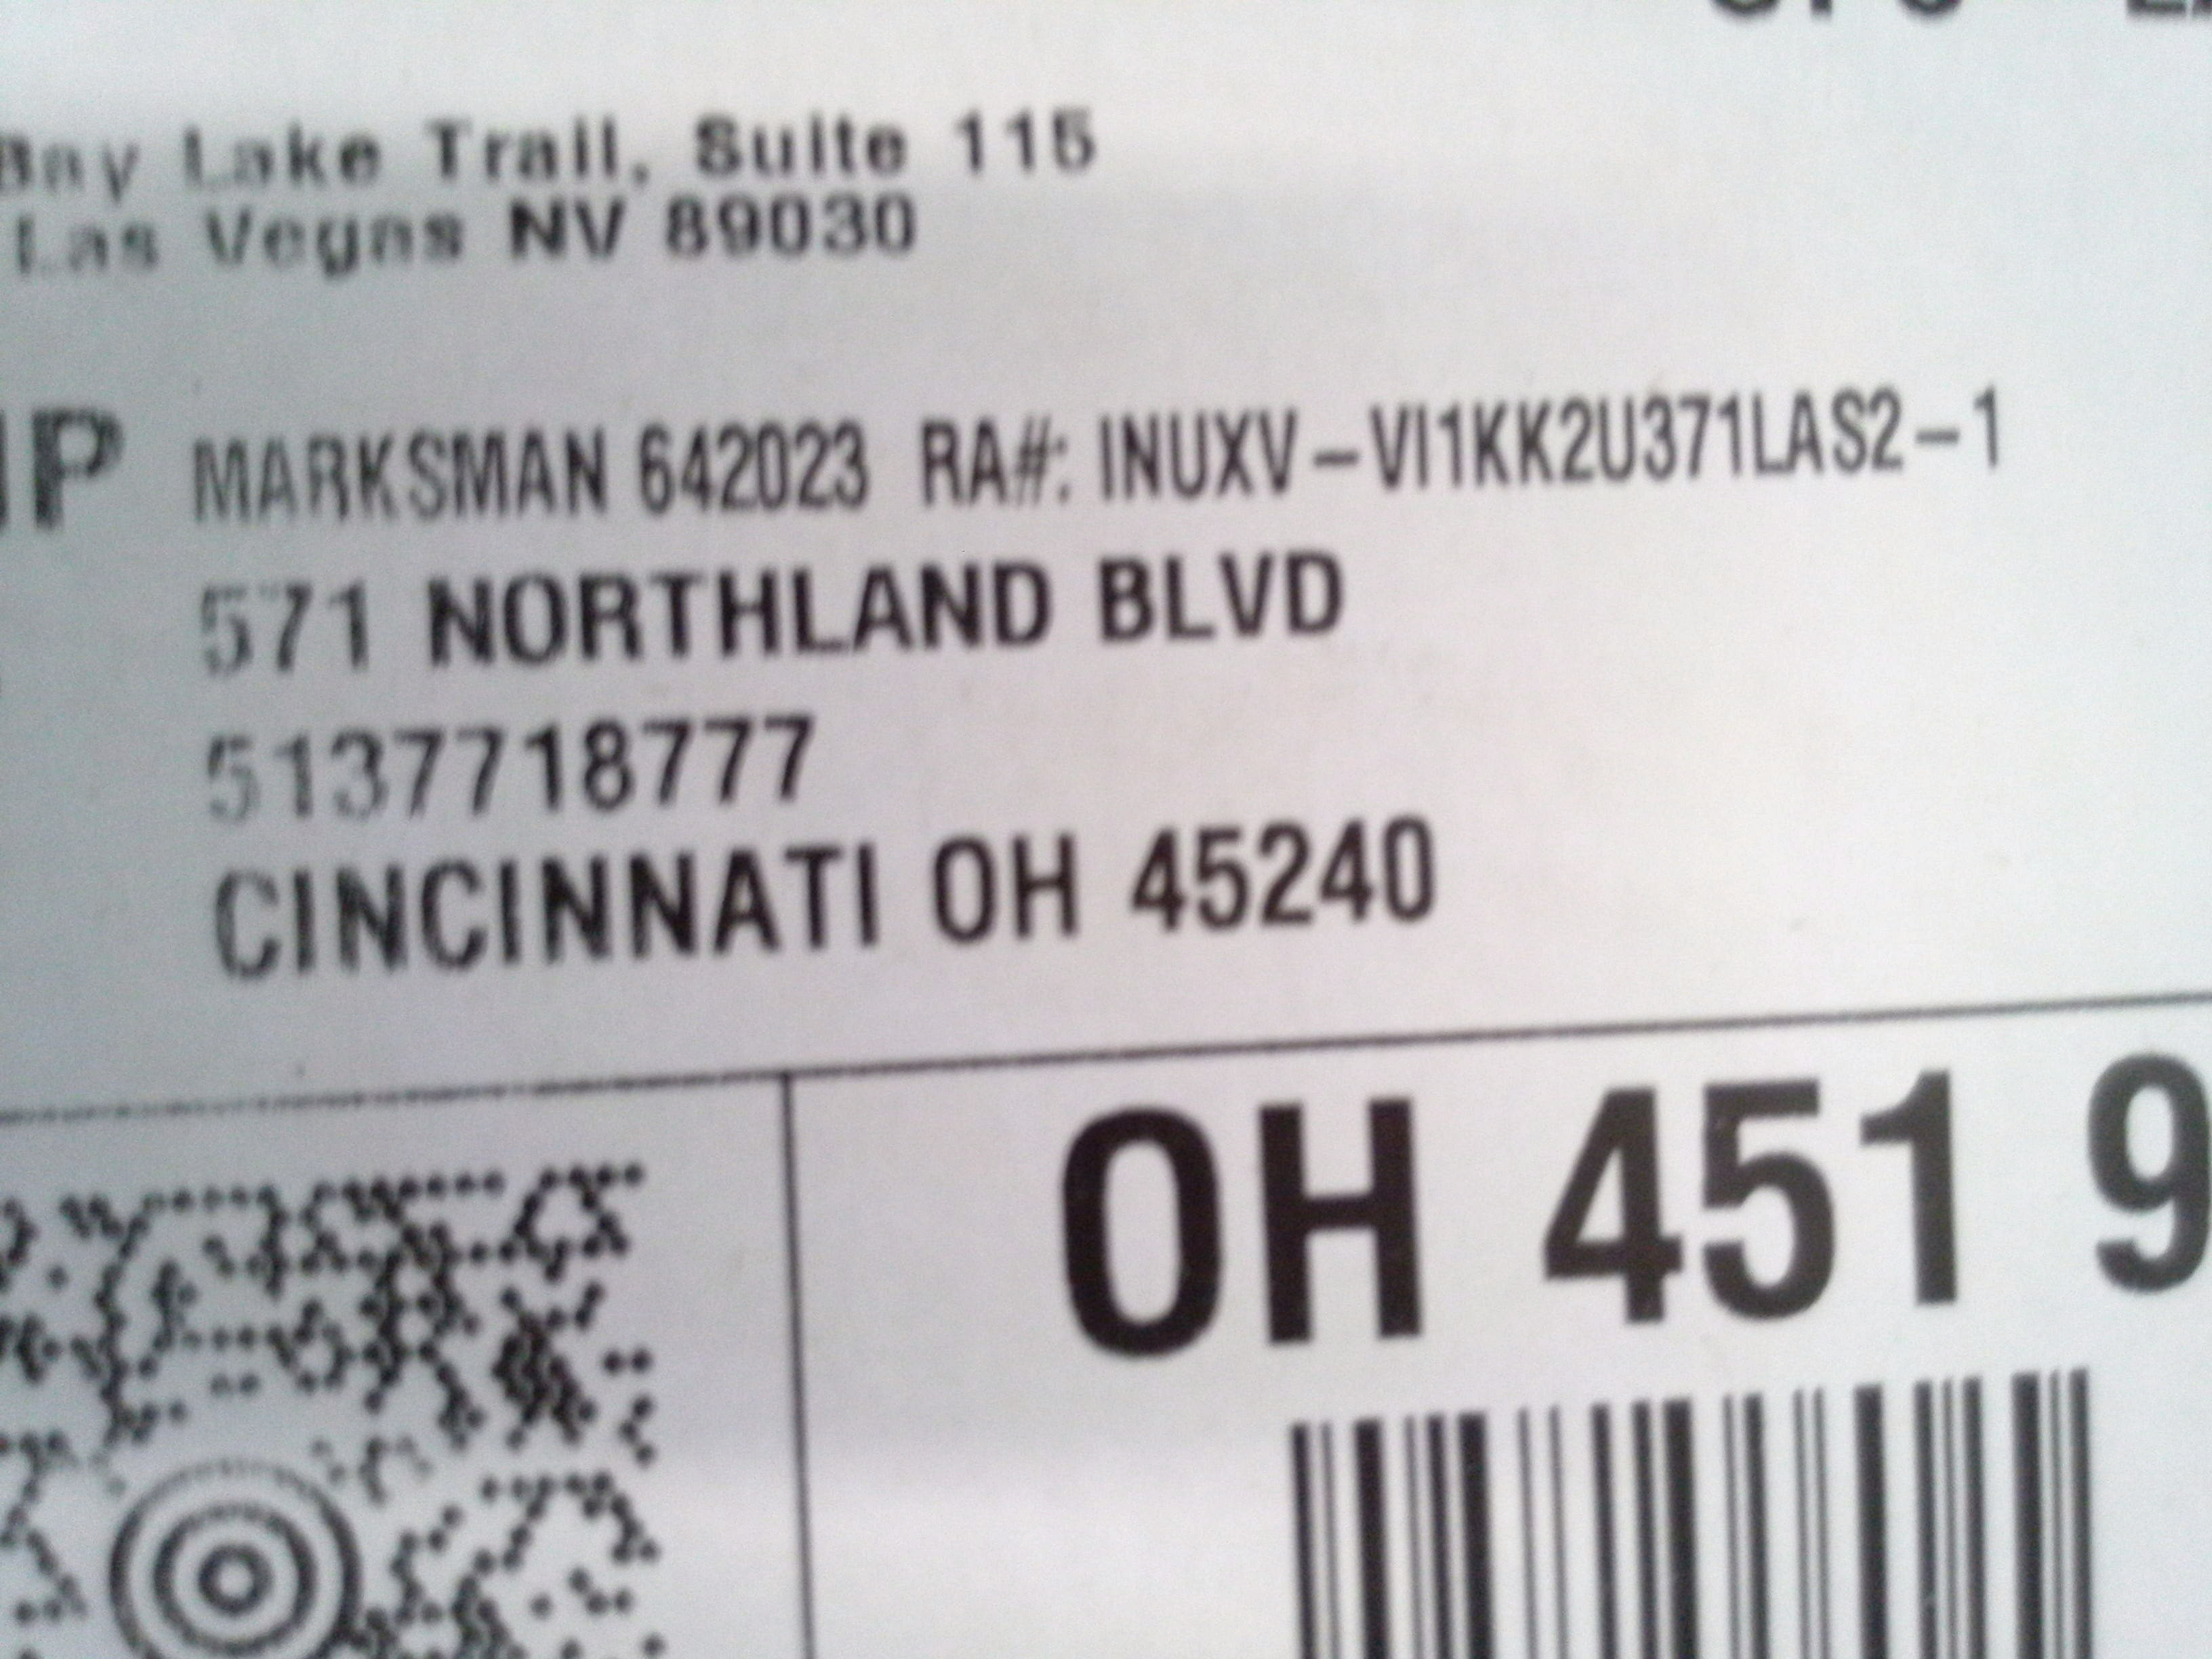 Bay Lake Trail, Suite 115
Las Vegas NV 89030
MARKSMAN 642023 RA#: INUXV-VI1KK2U371LAS2-1
571 NORTHLAND BLVD
5137718777
CINCINNATI OH 45240
OH 451 9